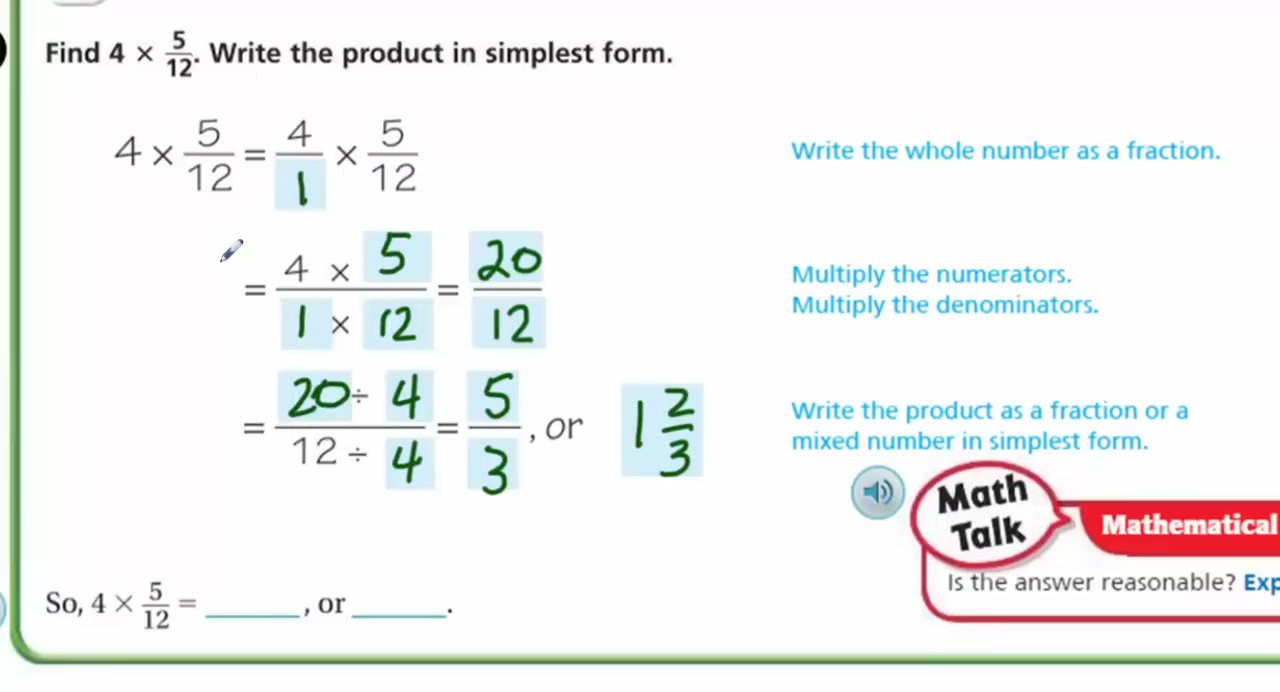 Find 4 × 5/12. Write the product in simplest form.
4 × 5/12 = 4/1 × 5/12
Write the whole number as a fraction.
= 4 × 5 / 1 × 12 = 20/12
Multiply the numerators.
Multiply the denominators.
= 20 ÷ 4 / 12 ÷ 4 = 5/3, or 1 2/3
Write the product as a fraction or a
mixed number in simplest form.
Math
Talk
Mathematical
Is the answer reasonable? Exp
So, 4 × 5/12 = ______, or ______.